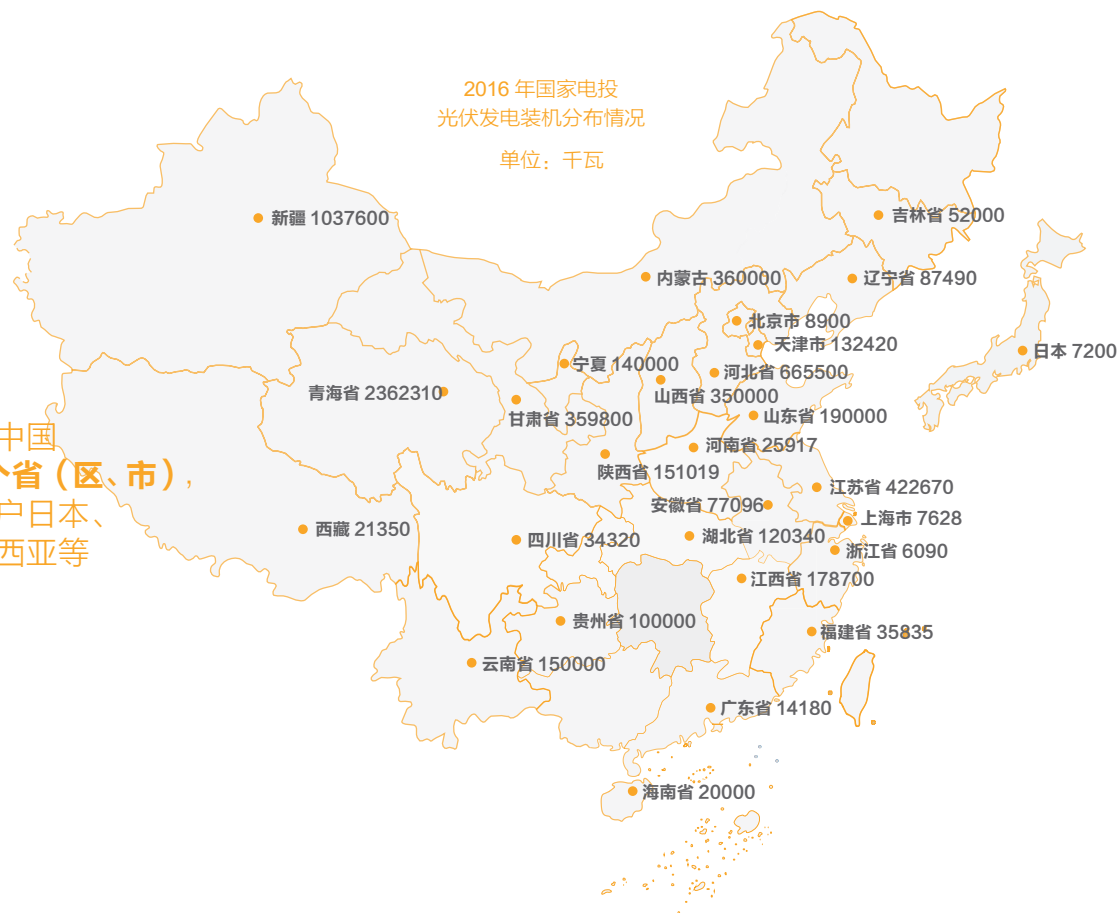 2016 年国家电投
光伏发电装机分布情况
单位：千瓦
新疆 1037600
吉林省 52000
内蒙古 360000
辽宁省 87490
北京市 8900
天津市 132420
日本 7200
宁夏 140000
河北省 665500
青海省 2362310
山西省 350000
甘肃省 359800
山东省 190000
中国
河南省 25917
个省（区、市），
陕西省 151019
江苏省 422670
安徽省 77096
户日本、
上海市 7628
西藏 21350
四川省 34320
湖北省 120340
西亚等
浙江省 6090
江西省 178700
贵州省 100000
福建省 35835
云南省 150000
广东省 14180
海南省 20000